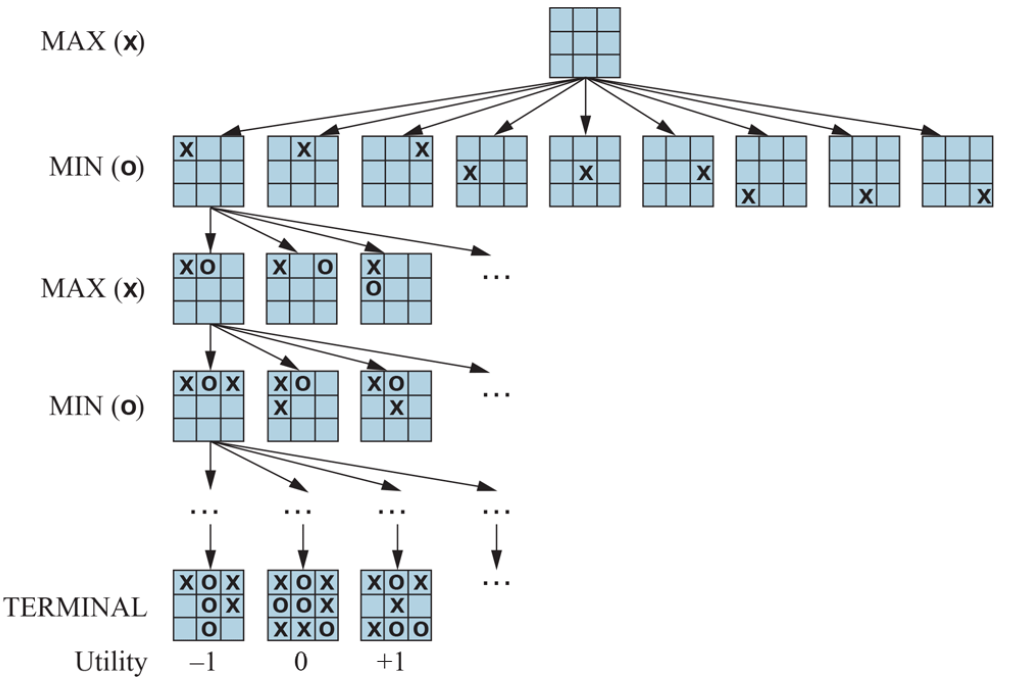 MAX (X)
MIN (O)
X X X X X X X X X
MAX (X)
X O X O X
O
...
MIN (O)
X O X X O X O
X X
...
... ... ... ...
TERMINAL
X O X X O X X O X ...
O X O O X X
O X X O X O O
Utility –1 0 +1